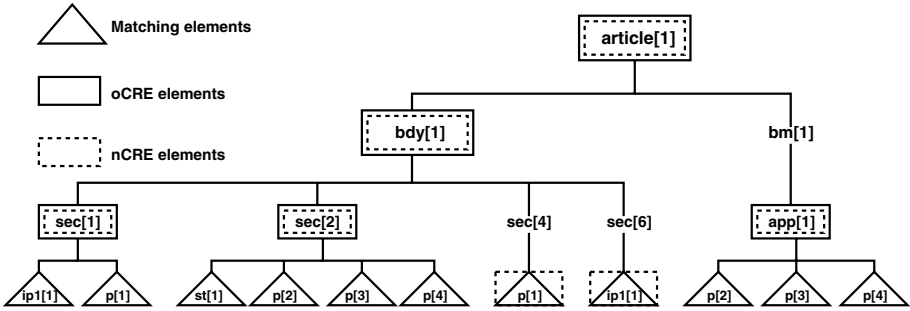 Matching elements
article[1]
oCRE elements
bdy[1]
bm[1]
nCRE elements
sec[1]
sec[2]
sec[4]
sec[6]
app[1]
ip1[1]
p[1]
st[1]
p[2]
p[3]
p[4]
p[1]
ip1[1]
p[2]
p[3]
p[4]